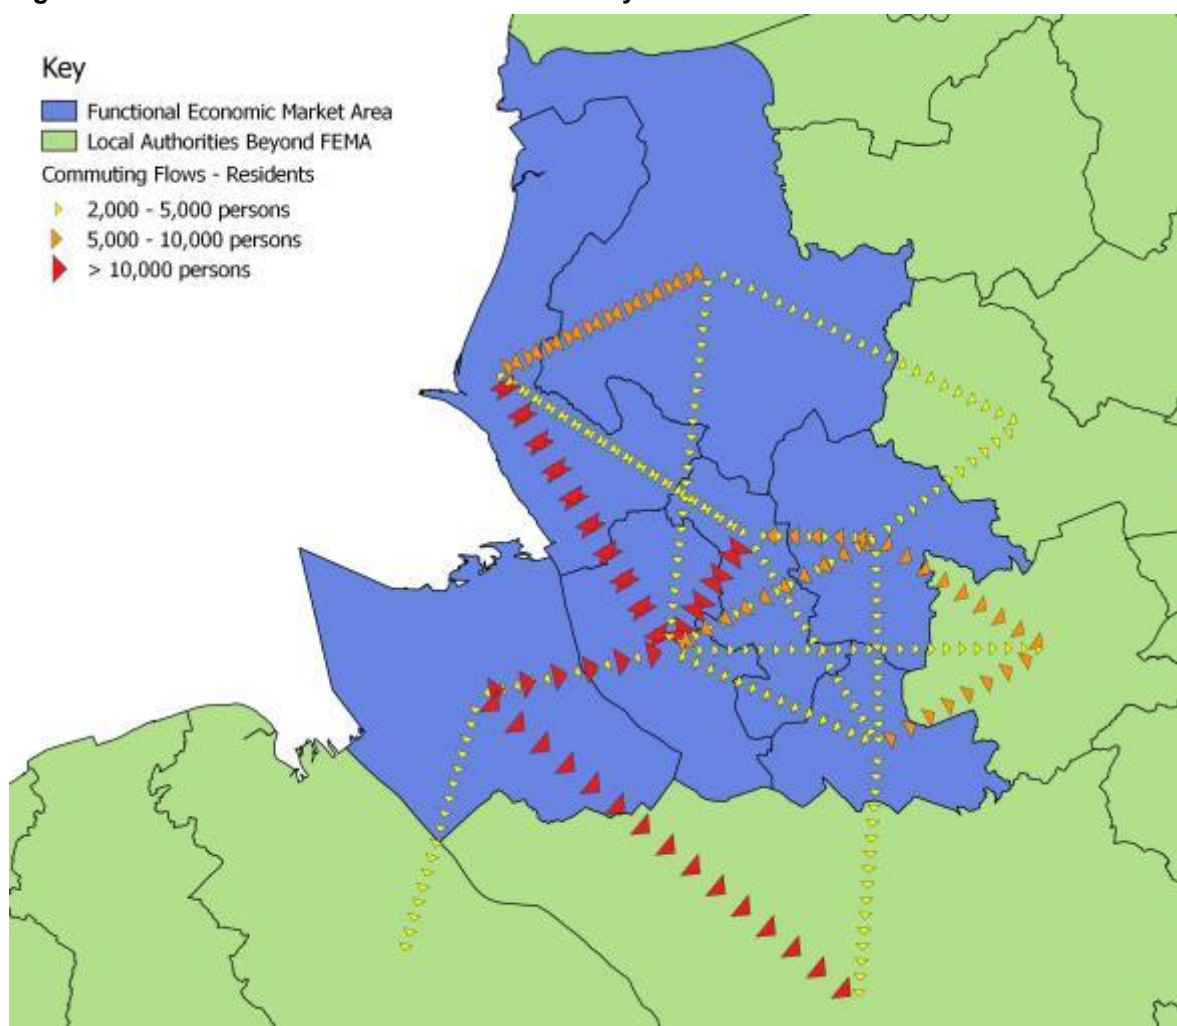 Key
Functional Economic Market Area
Local Authorities Beyond FEMA
Commuting Flows - Residents
2,000 - 5,000 persons
5,000 - 10,000 persons
> 10,000 persons